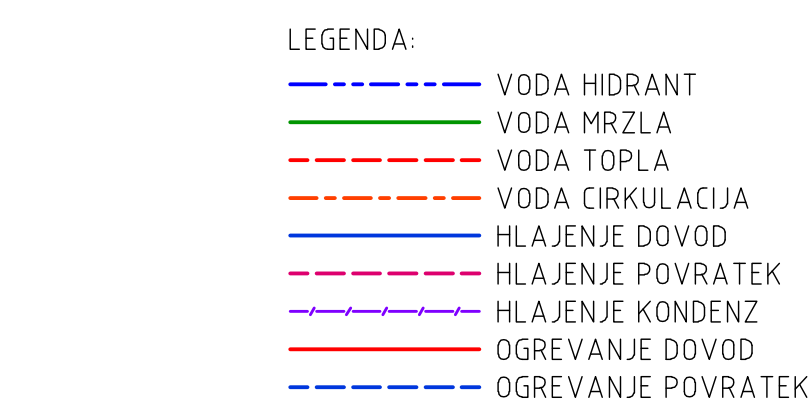 LEGENDA:
VODA HIDRANT
VODA MRZLA
VODA TOPLA
VODA CIRKULACIJA
HLAJENJE DOVOD
HLAJENJE POVRATEK
HLAJENJE KONDENZ
OGREVANJE DOVOD
OGREVANJE POVRATEK